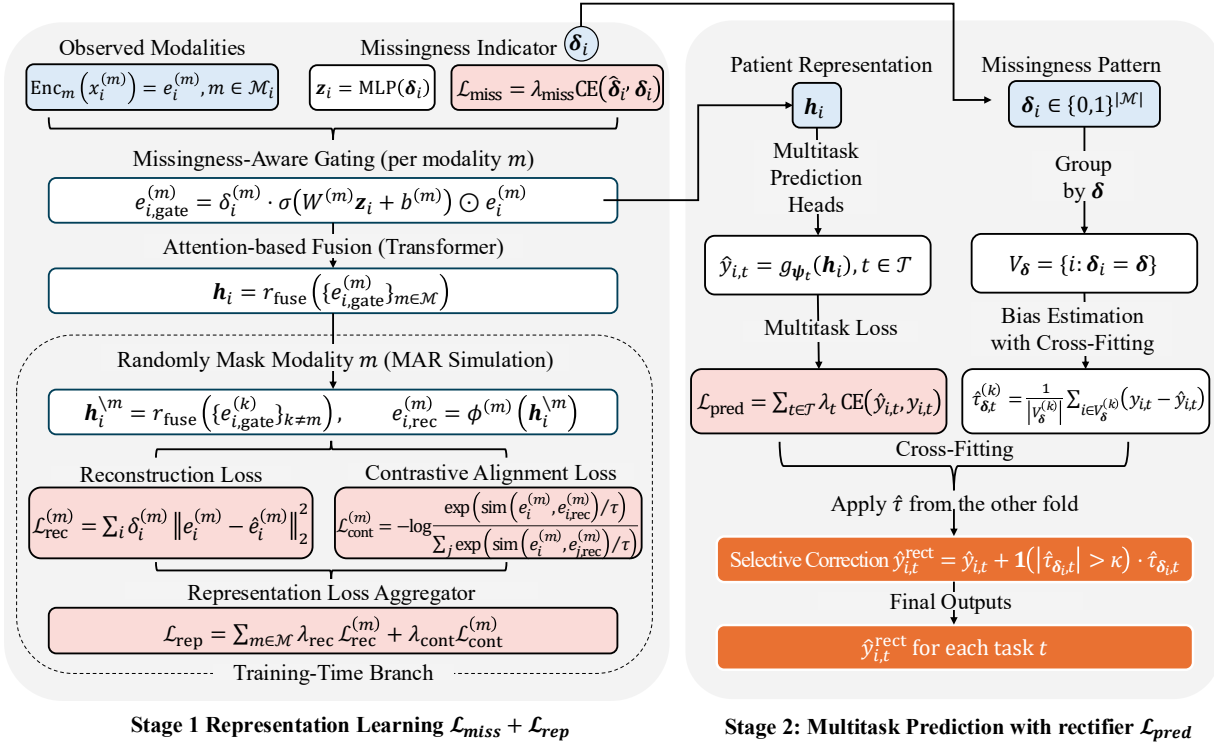 Observed Modalities
Missingness Indicator 𝜹ᵢ
Enc_m(x_i^{(m)}) = e_i^{(m)}, m ∈ ℳ_i
𝐳_i = MLP(𝜹_i)
ℒ_miss = λ_miss CE(𝜹̂_i, 𝜹_i)
Missingness-Aware Gating (per modality m)
e_{i,gate}^{(m)} = δ_i^{(m)} · σ(W^{(m)} 𝐳_i + b^{(m)}) ⊙ e_i^{(m)}
Attention-based Fusion (Transformer)
𝒉_i = r_fuse({e_{i,gate}^{(m)}}_{m∈ℳ})
Randomly Mask Modality m (MAR Simulation)
𝒉_i^{\m} = r_fuse({e_{i,gate}^{(k)}}_{k≠m}), e_{i,rec}^{(m)} = ϕ^{(m)}(𝒉_i^{\m})
Reconstruction Loss
Contrastive Alignment Loss
ℒ_rec^{(m)} = ∑_i δ_i^{(m)} ‖e_i^{(m)} − ê_i^{(m)}‖_2^2
ℒ_cont^{(m)} = −log exp(sim(e_i^{(m)}, e_{i,rec}^{(m)})/τ) / ∑_j exp(sim(e_i^{(m)}, e_{j,rec}^{(m)})/τ)
Representation Loss Aggregator
ℒ_rep = ∑_{m∈ℳ} λ_rec ℒ_rec^{(m)} + λ_cont ℒ_cont^{(m)}
Training-Time Branch
Stage 1 Representation Learning ℒ_miss + ℒ_rep
Patient Representation
𝒉_i
Multitask
Prediction
Heads
ŷ_{i,t} = g_{𝝍_t}(𝒉_i), t ∈ 𝒯
Multitask Loss
ℒ_pred = ∑_{t∈𝒯} λ_t CE(ŷ_{i,t}, y_{i,t})
Missingness Pattern
𝜹_i ∈ {0,1}^{|ℳ|}
Group
by 𝜹
V_𝜹 = {i: 𝜹_i = 𝜹}
Bias Estimation
with Cross-Fitting
τ̂_{𝜹,t}^{(k)} = 1/|V_𝜹^{(k)}| ∑_{i∈V_𝜹^{(k)}} (y_{i,t} − ŷ_{i,t})
Cross-Fitting
Apply τ̂ from the other fold
Selective Correction ŷ_{i,t}^{rect} = ŷ_{i,t} + 𝟏(|τ̂_{𝜹_i,t}| > κ) · τ̂_{𝜹_i,t}
Final Outputs
ŷ_{i,t}^{rect} for each task t
Stage 2: Multitask Prediction with rectifier ℒ_pred